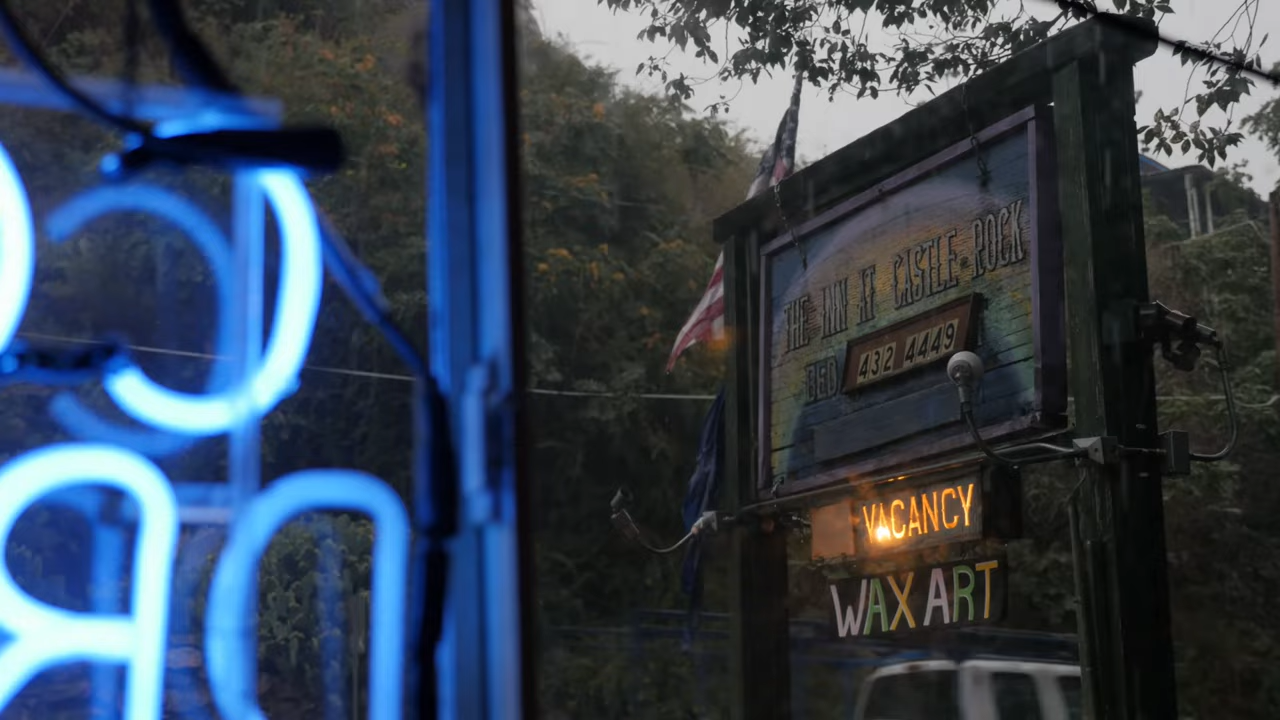 THE INN AT CASTLE ROCK
BED
432 4449
VACANCY
WAX ART